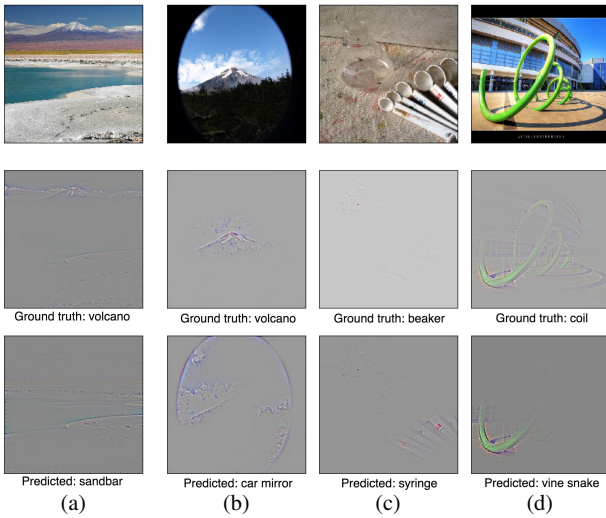 Ground truth: volcano
Ground truth: volcano
Ground truth: beaker
Ground truth: coil
Predicted: sandbar
Predicted: car mirror
Predicted: syringe
Predicted: vine snake
(a)
(b)
(c)
(d)